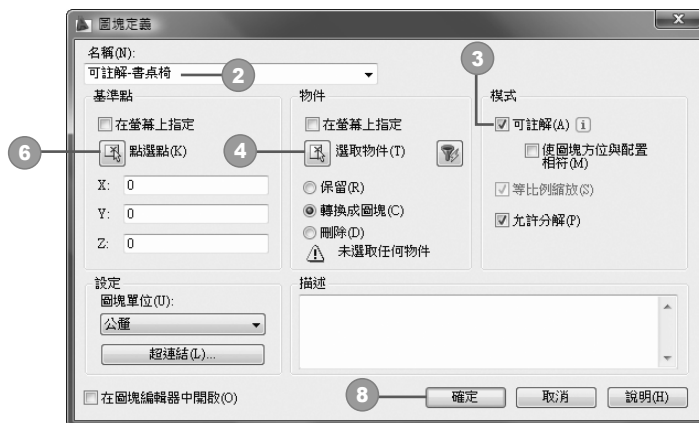 圖塊定義
名稱(N):
可註解-書桌椅
2
3
基準點
在螢幕上指定
6
點選點(K)
X: 0
Y: 0
Z: 0
物件
在螢幕上指定
4
選取物件(T)
保留(R)
轉換成圖塊(C)
刪除(D)
未選取任何物件
模式
可註解(A)
使圖塊方位與配置
相符(M)
等比例縮放(S)
允許分解(P)
設定
圖塊單位(U):
公釐
超連結(L)...
描述
在圖塊編輯器中開啟(O)
8
確定
取消
說明(H)